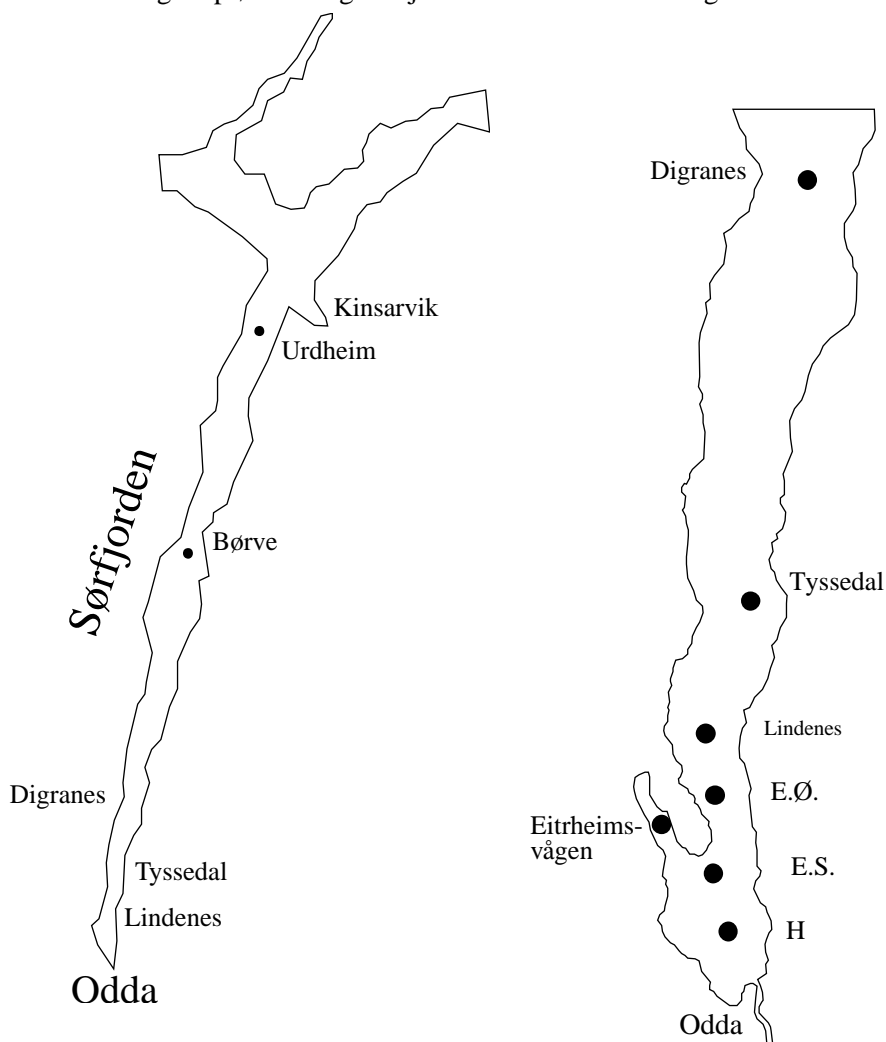 Kinsarvik
Urdheim
Sørfjorden
Børve
Digranes
Tyssedal
Lindenes
Odda
Digranes
Tyssedal
Lindenes
E.Ø.
Eitrheims-
vågen
E.S.
H
Odda